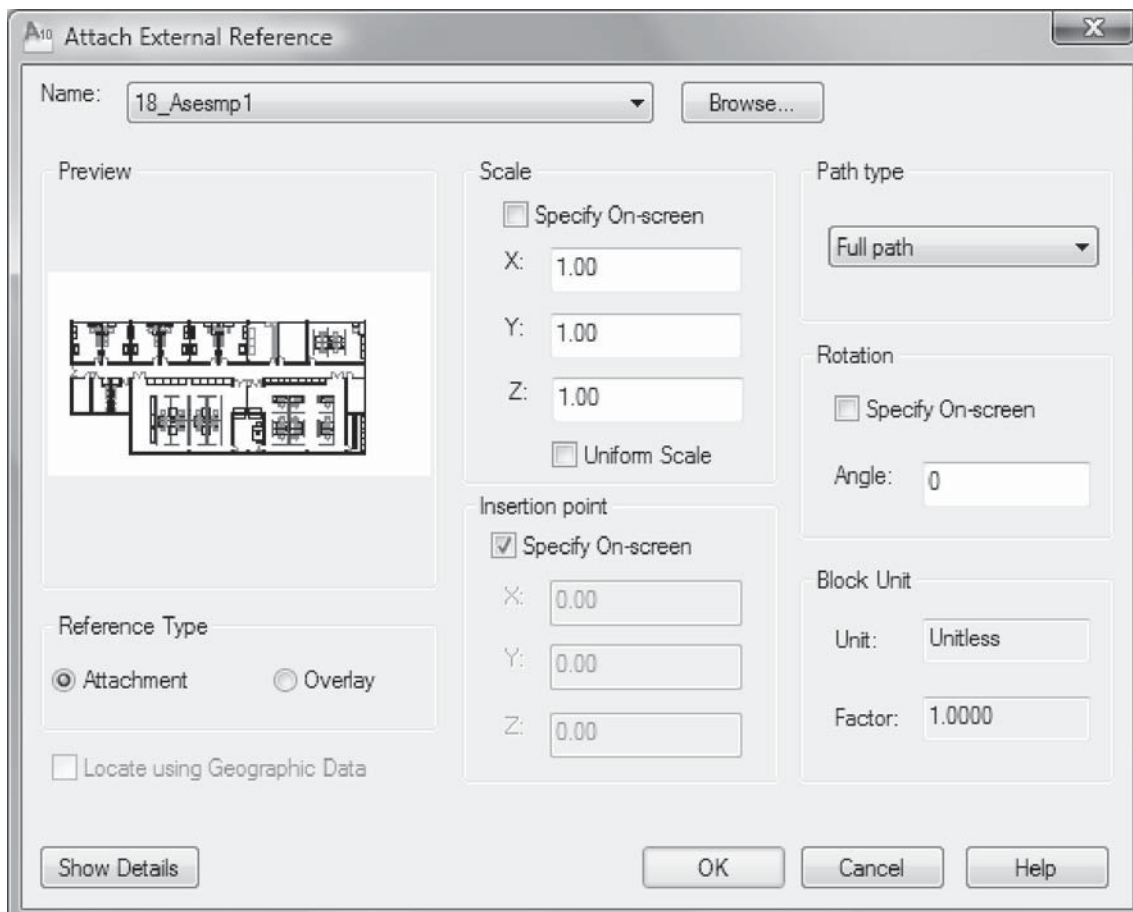 A10 Attach External Reference
X
Name: 18_Asesmp1 Browse...
Preview
Scale
Specify On-screen
X: 1.00
Y: 1.00
Z: 1.00
Uniform Scale
Path type
Full path
Rotation
Specify On-screen
Angle: 0
Insertion point
Specify On-screen
X: 0.00
Y: 0.00
Z: 0.00
Block Unit
Unit: Unitless
Factor: 1.0000
Reference Type
Attachment Overlay
Locate using Geographic Data
Show Details OK Cancel Help